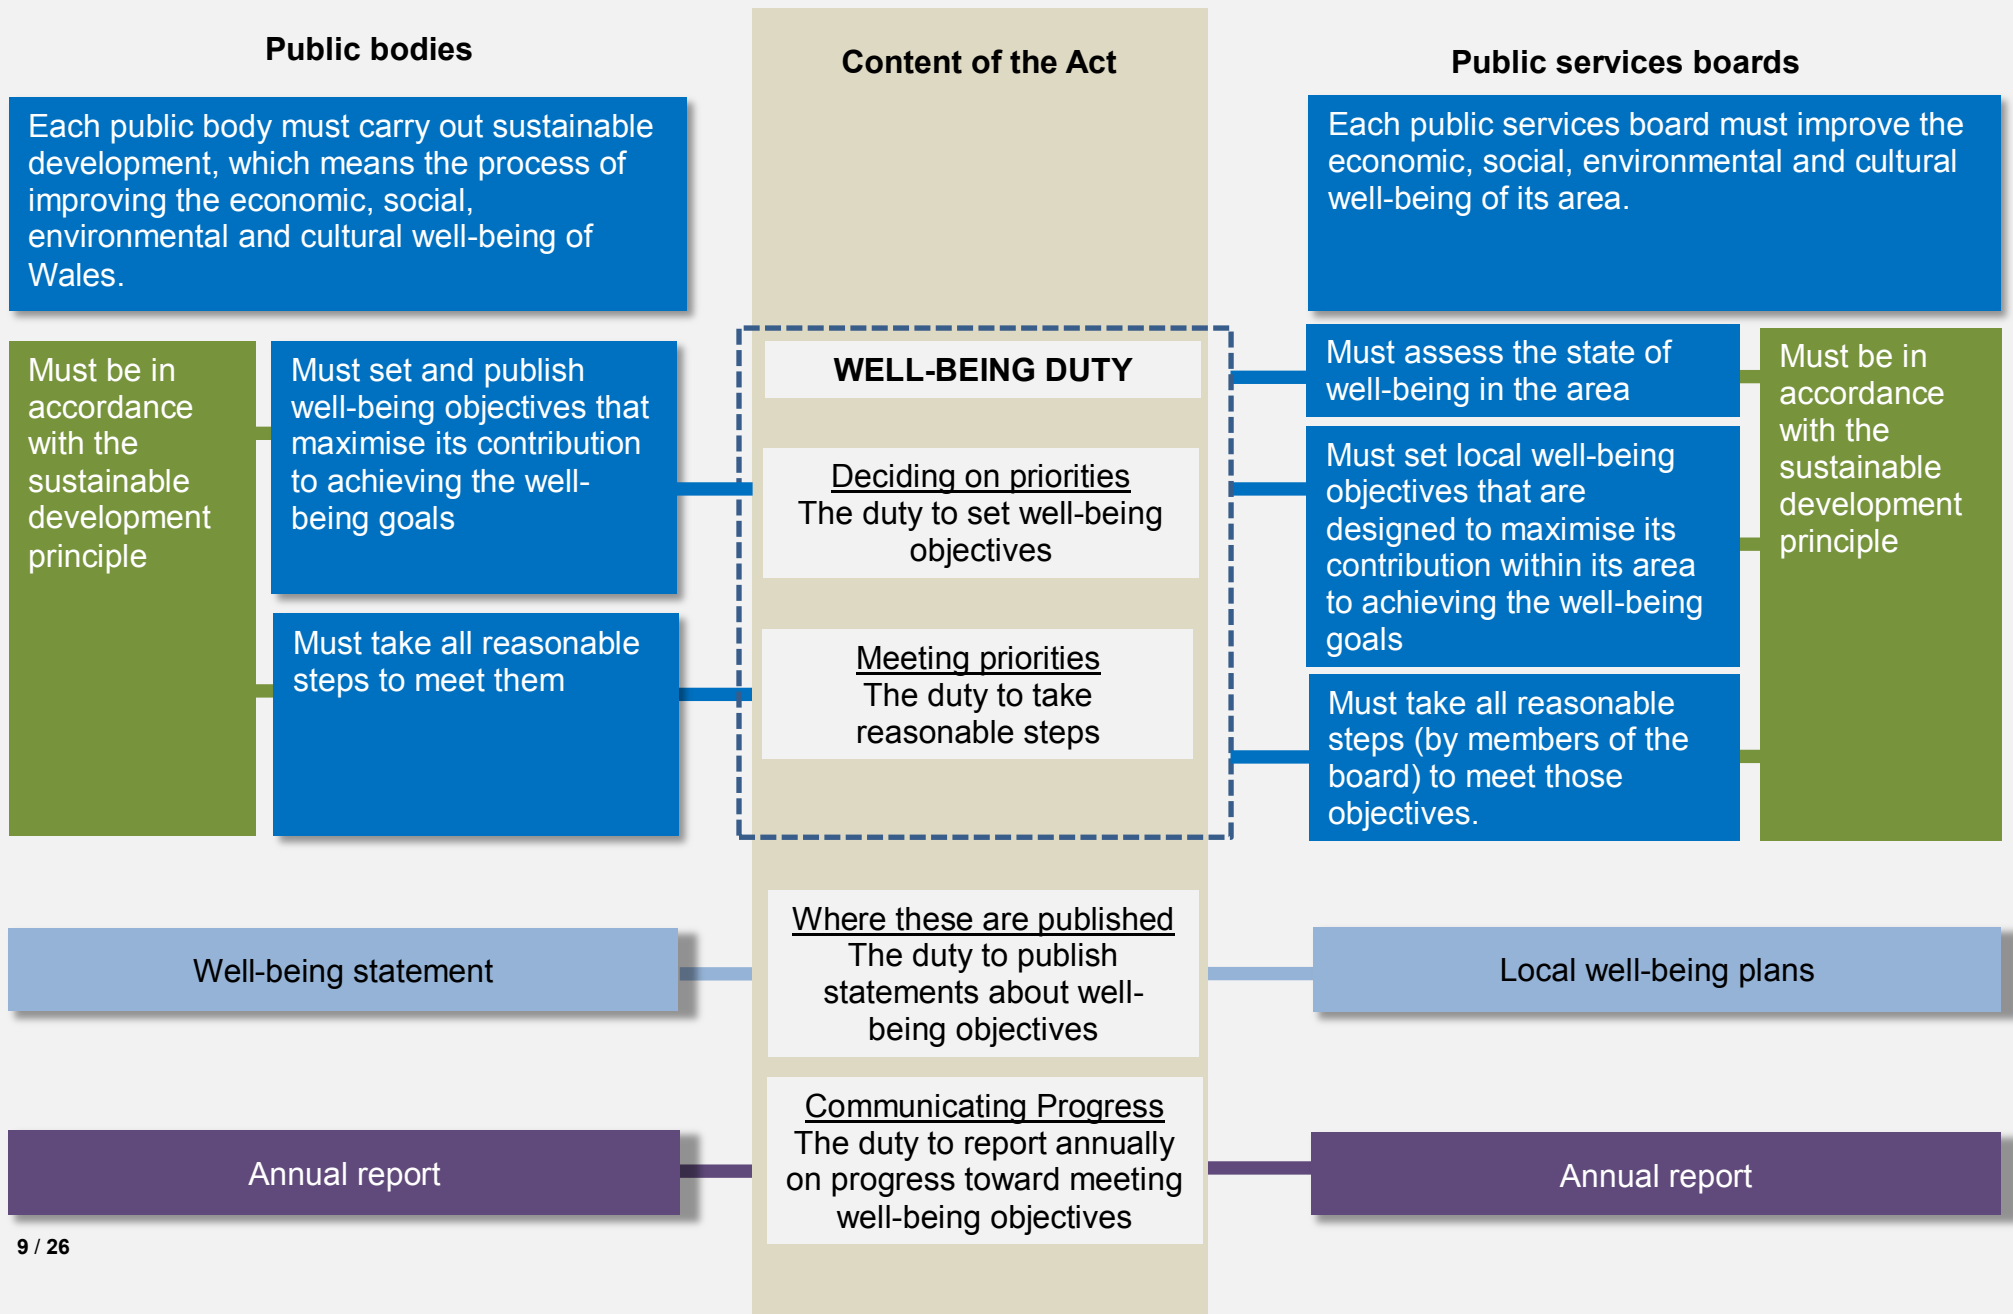 Public bodies
Each public body must carry out sustainable
development, which means the process of
improving the economic, social,
environmental and cultural well-being of
Wales.
Must be in
accordance
with the
sustainable
development
principle
Must set and publish
well-being objectives that
maximise its contribution
to achieving the well-
being goals
Must take all reasonable
steps to meet them
Well-being statement
Annual report
Content of the Act
WELL-BEING DUTY
Deciding on priorities
The duty to set well-being
objectives
Meeting priorities
The duty to take
reasonable steps
Where these are published
The duty to publish
statements about well-
being objectives
Communicating Progress
The duty to report annually
on progress toward meeting
well-being objectives
Public services boards
Each public services board must improve the
economic, social, environmental and cultural
well-being of its area.
Must assess the state of
well-being in the area
Must set local well-being
objectives that are
designed to maximise its
contribution within its area
to achieving the well-being
goals
Must take all reasonable
steps (by members of the
board) to meet those
objectives.
Must be in
accordance
with the
sustainable
development
principle
Local well-being plans
Annual report
9 / 26